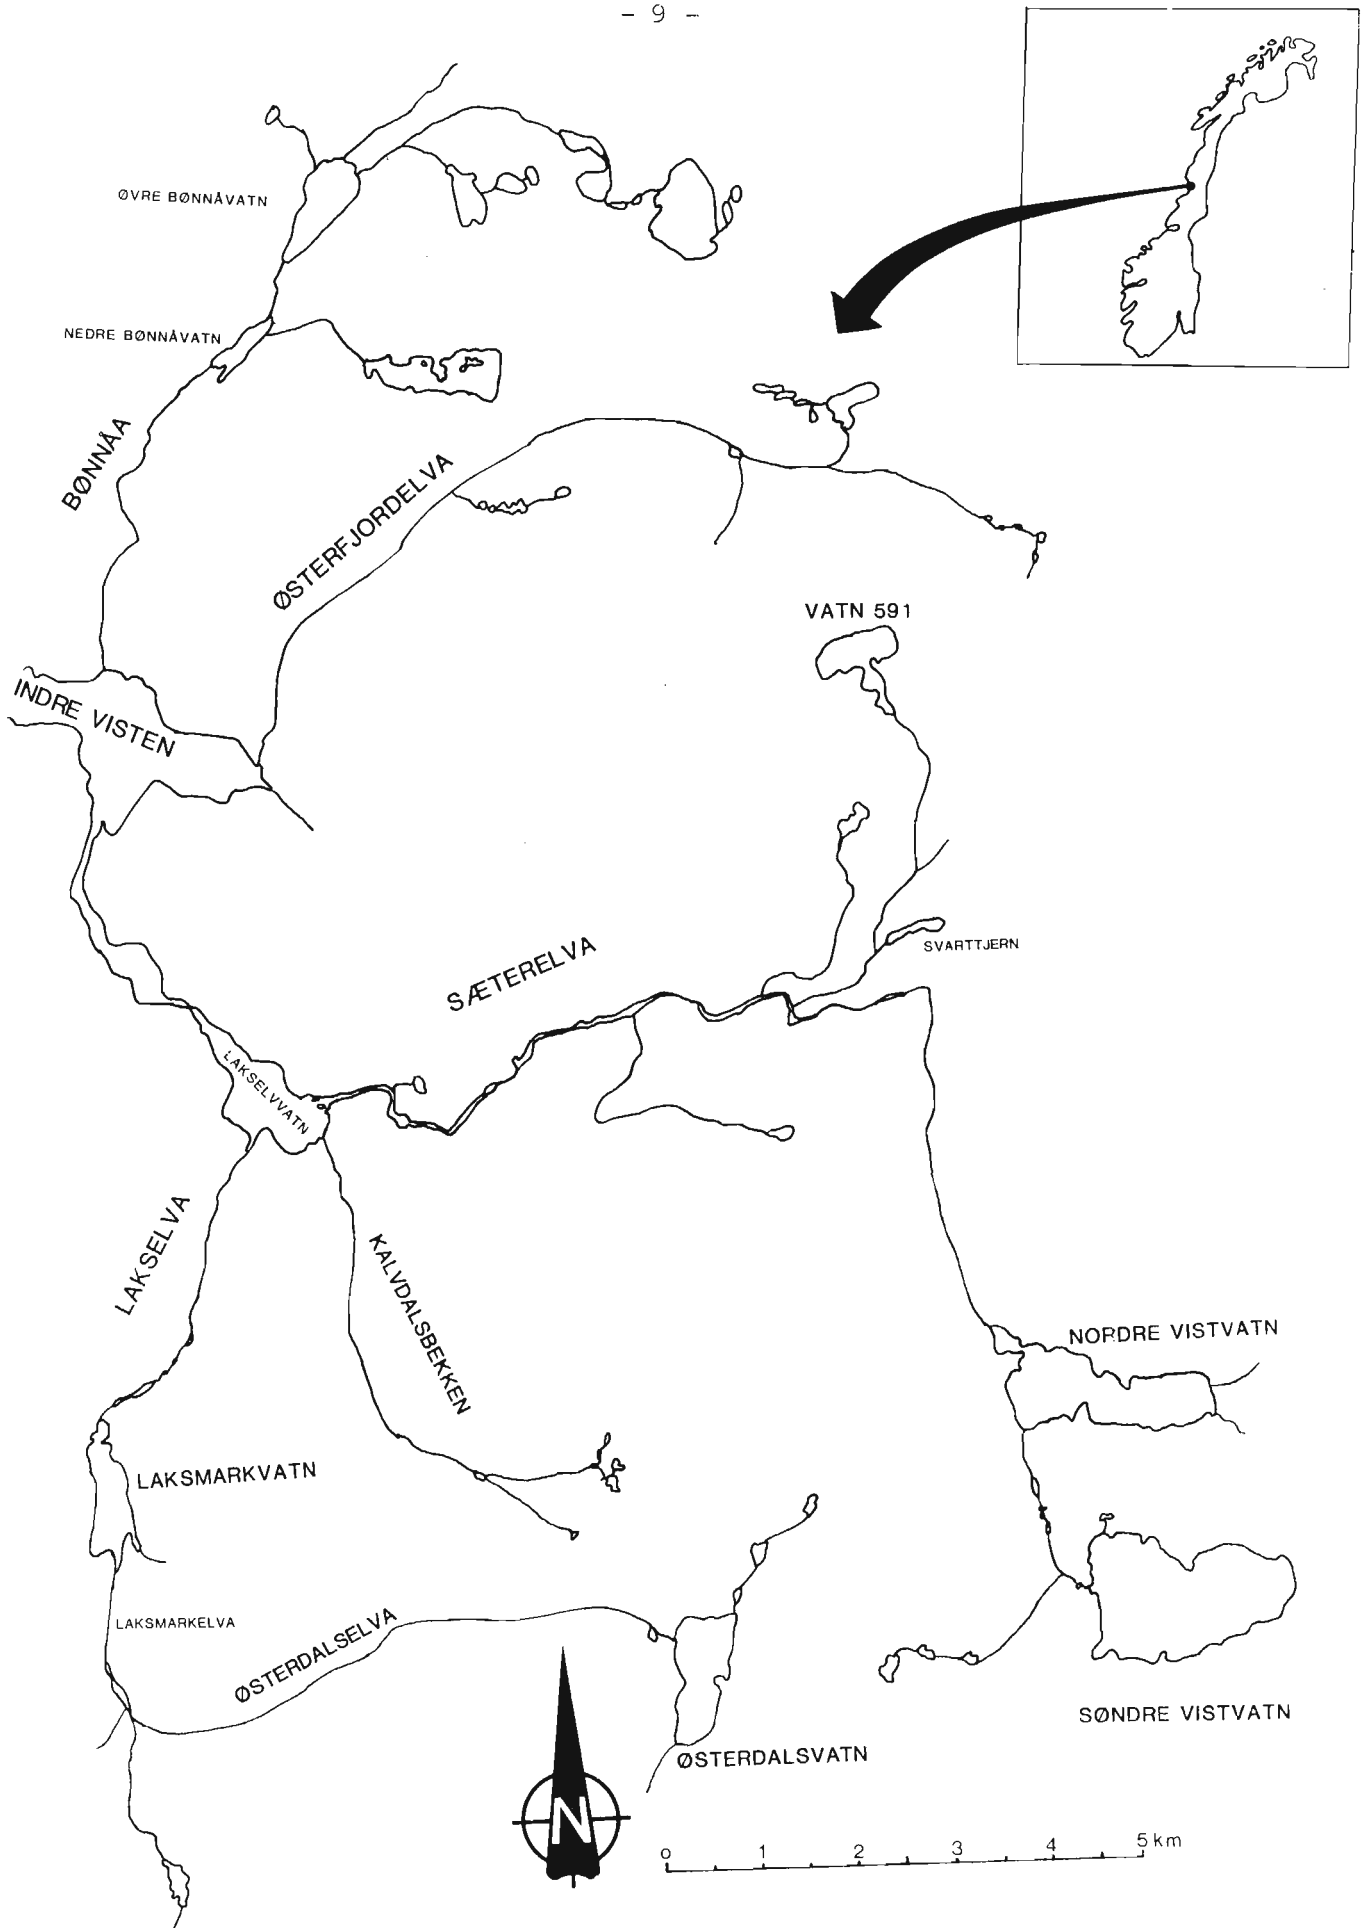 - 9 -
ØVRE BØNNÅVATN
NEDRE BØNNÅVATN
BØNNÅA
ØSTERFJORDELVA
VATN 591
INDRE VISTEN
SVARTTJERN
SÆTERELVA
LAKSELVVATN
LAKSELVA
KALVDALSBEKKEN
NORDRE VISTVATN
LAKSMARKVATN
LAKSMARKELVA
ØSTERDALSELVA
SØNDRE VISTVATN
ØSTERDALSVATN
N
0 1 2 3 4 5 km